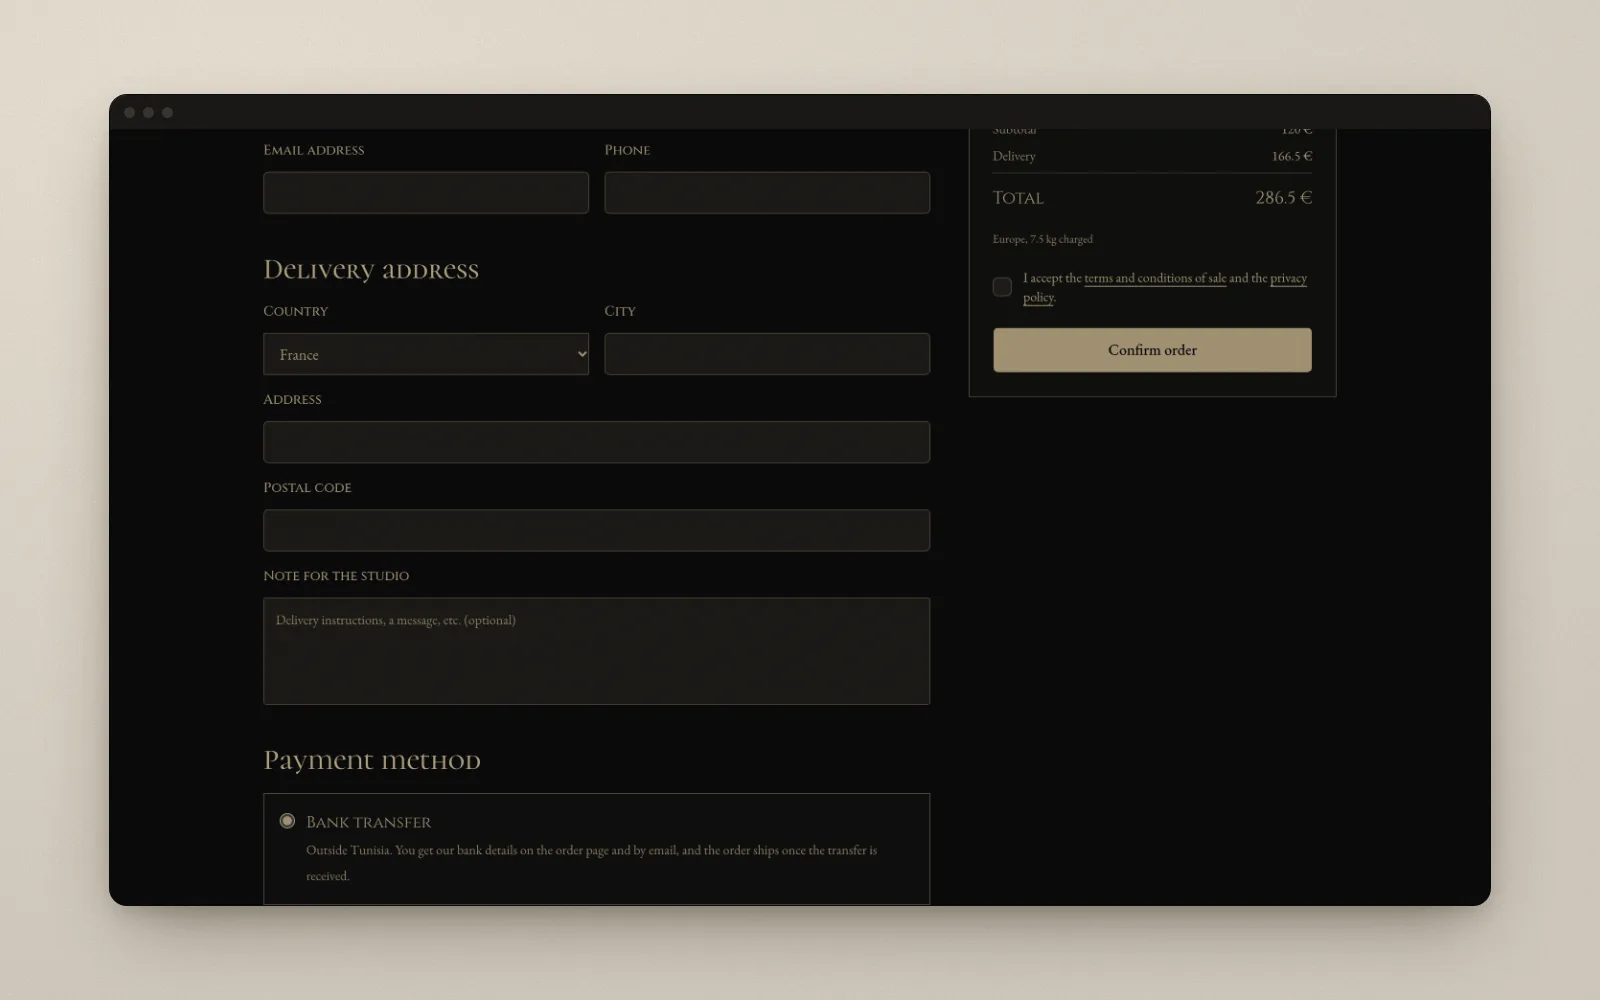 Email address
Phone
Delivery address
Country
City
France
Address
Postal code
Note for the studio
Delivery instructions, a message, etc. (optional)
Payment method
Bank transfer
Outside Tunisia. You get our bank details on the order page and by email, and the order ships once the transfer is
received.
Subtotal 120 €
Delivery 166.5 €
Total 286.5 €
Europe, 7.5 kg charged
I accept the terms and conditions of sale and the privacy
policy.
Confirm order